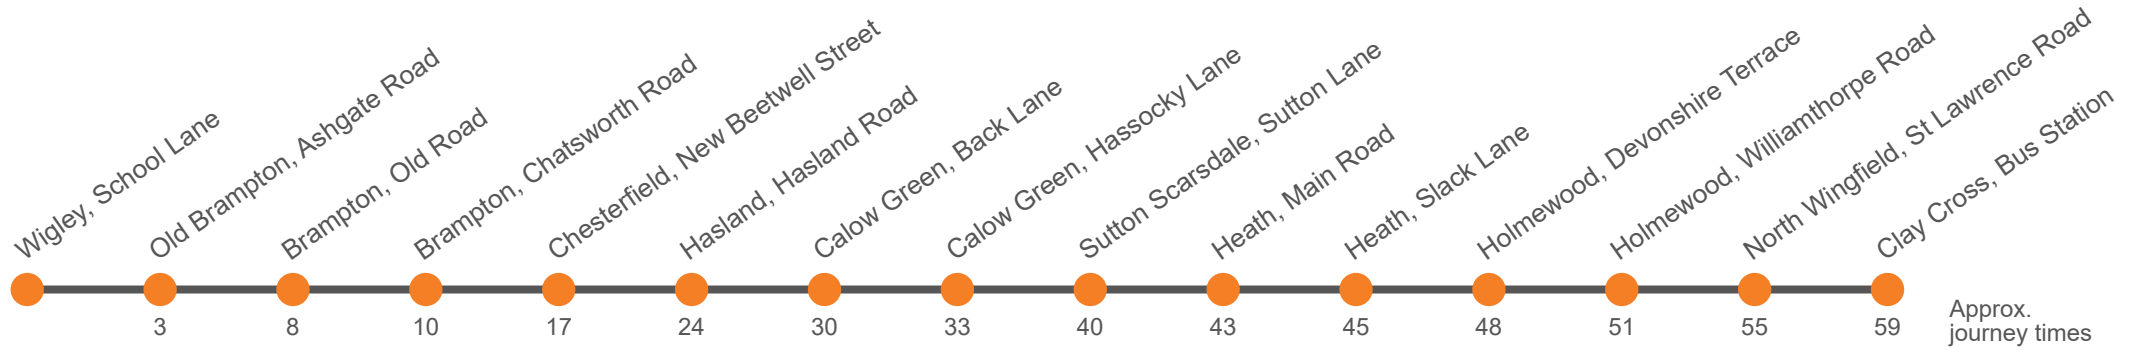 Wigley, School Lane
Old Brampton, Ashgate Road
Brampton, Old Road
Brampton, Chatsworth Road
Chesterfield, New Beetwell Street
Hasland, Hasland Road
Calow Green, Back Lane
Calow Green, Hassocky Lane
Sutton Scarsdale, Sutton Lane
Heath, Main Road
Heath, Slack Lane
Holmewood, Devonshire Terrace
Holmewood, Williamthorpe Road
North Wingfield, St Lawrence Road
Clay Cross, Bus Station
3
8
10
17
24
30
33
40
43
45
48
51
55
59
Approx.
journey times